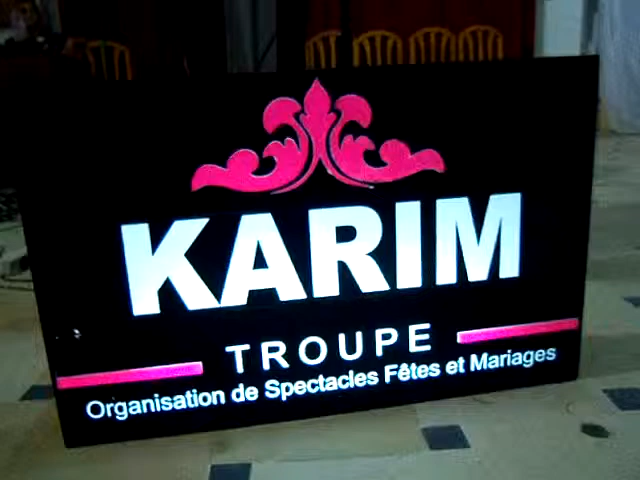 KARIM
TROUPE
Organisation de Spectacles Fêtes et Mariages